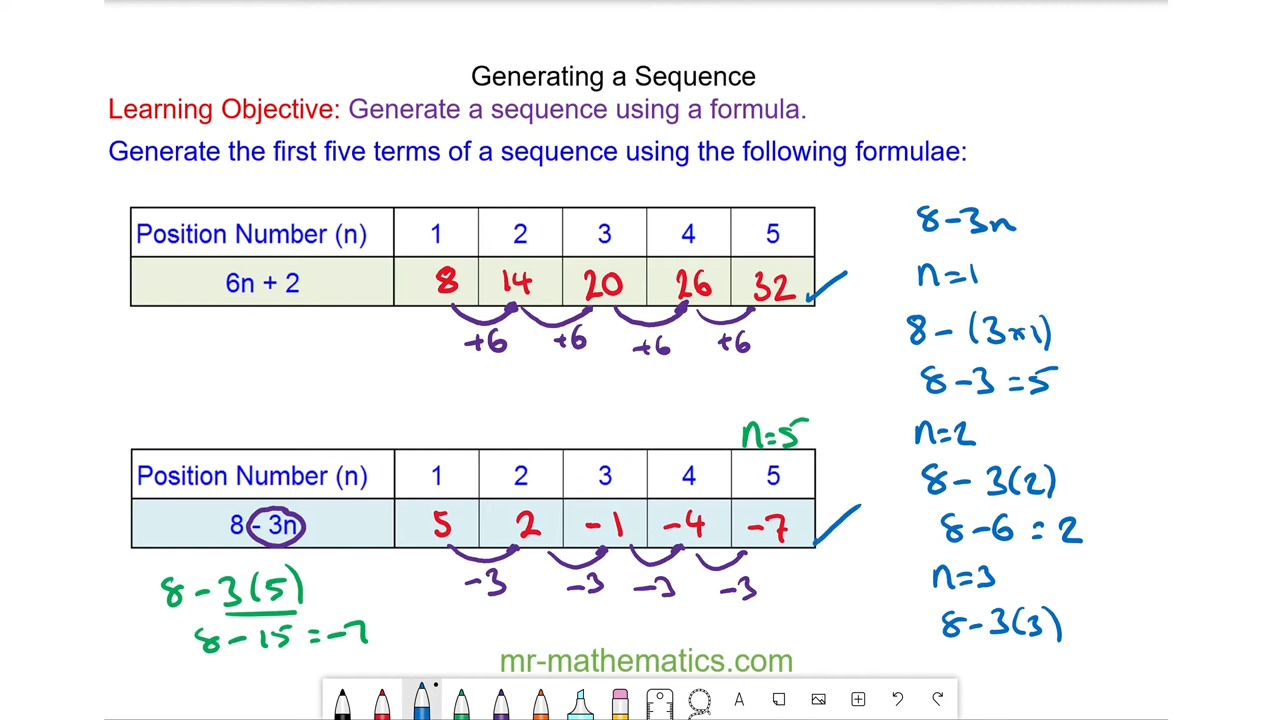 Generating a Sequence
Learning Objective: Generate a sequence using a formula.
Generate the first five terms of a sequence using the following formulae:
Position Number (n) 1 2 3 4 5
6n + 2 8 14 20 26 32
+6 +6 +6 +6
n=5
Position Number (n) 1 2 3 4 5
8 - 3n 5 2 -1 -4 -7
-3 -3 -3 -3
8 - 3(5)
8 - 15 = -7
8-3n
n=1
8 - (3×1)
8 - 3 = 5
n=2
8 - 3(2)
8 - 6 = 2
n=3
8-3(3)
mr-mathematics.com
A